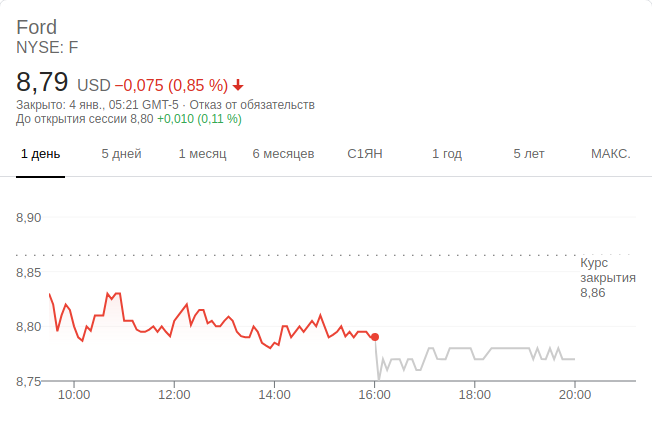 Ford
NYSE: F
8,79 USD −0,075 (0,85 %)
Закрыто: 4 янв., 05:21 GMT-5 · Отказ от обязательств
До открытия сессии 8,80 +0,010 (0,11 %)
1 день 5 дней 1 месяц 6 месяцев С1ЯН 1 год 5 лет МАКС.
8,90
Курс
8,85 закрытия
8,86
8,80
8,75
10:00 12:00 14:00 16:00 18:00 20:00